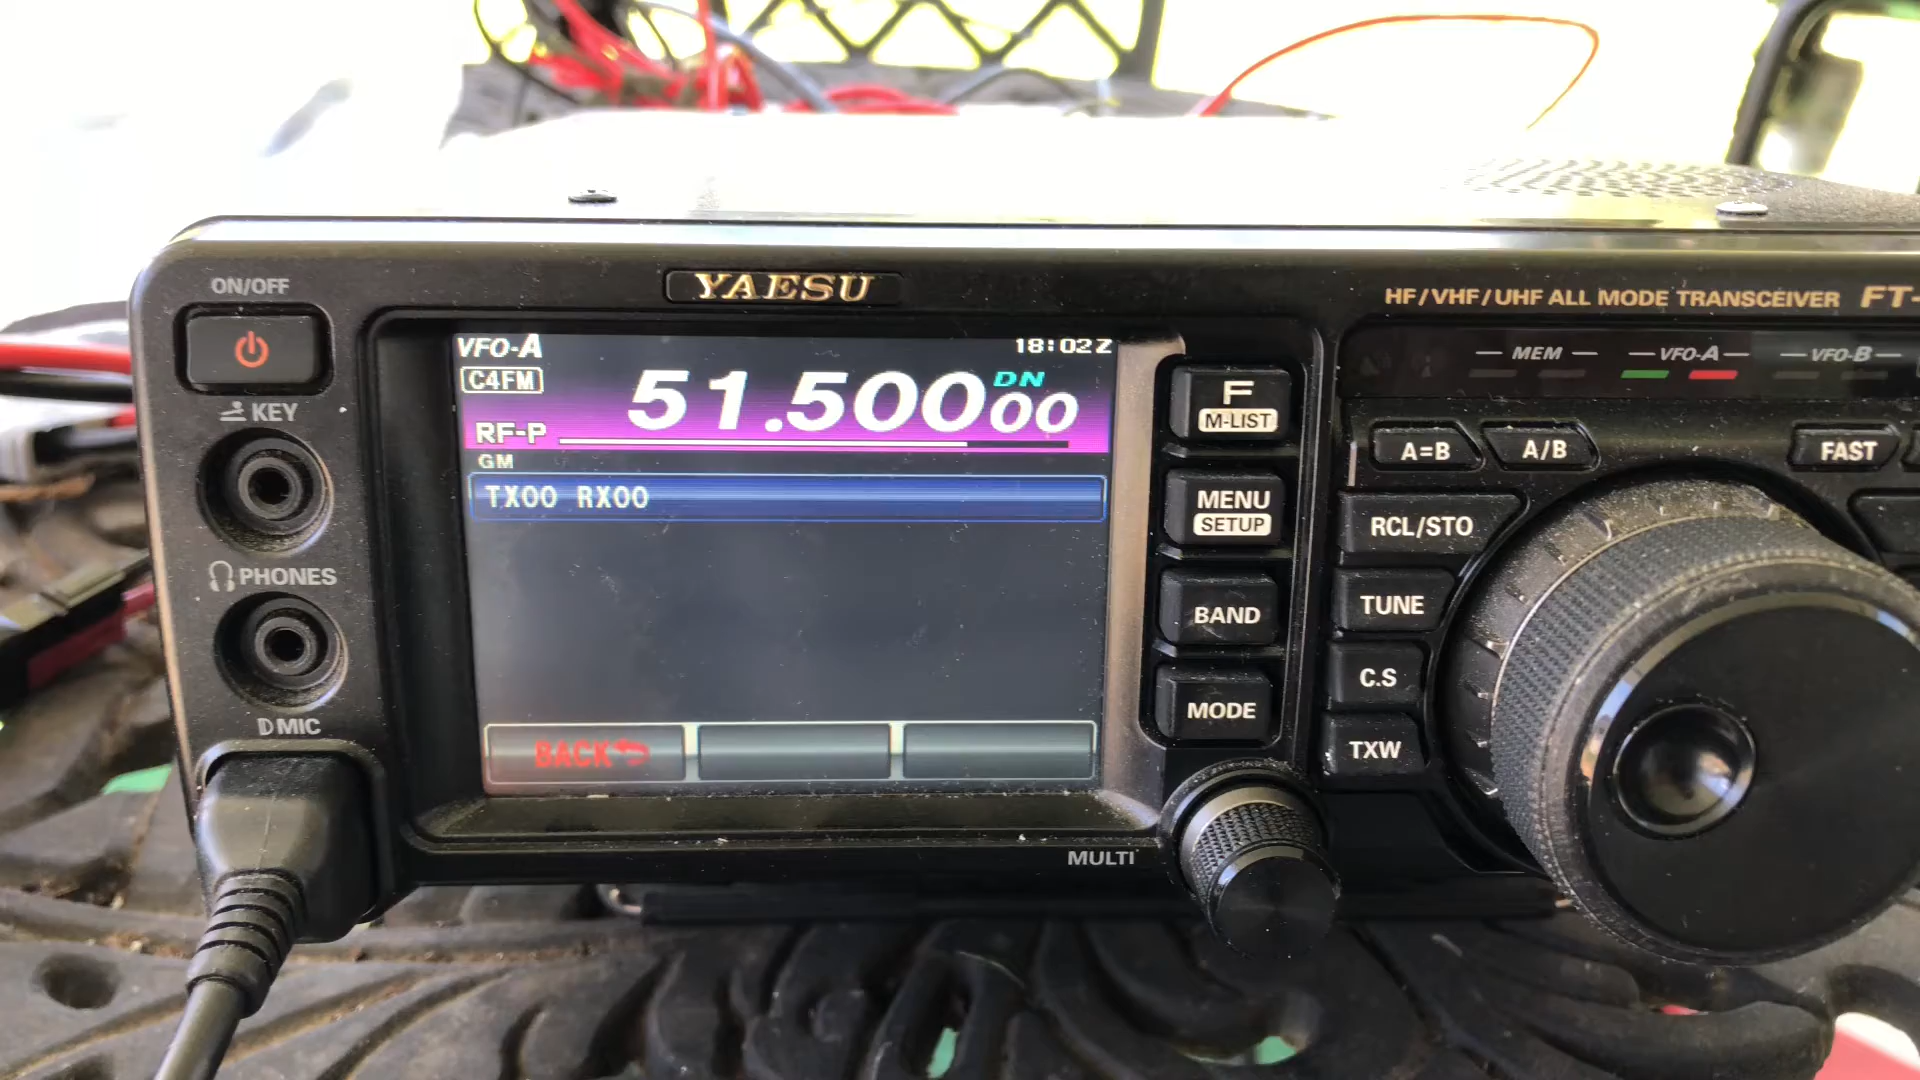 YAESU
ON/OFF
HF/VHF/UHF ALL MODE TRANSCEIVER FT-
VFO-A 18:02Z
C4FM 51.50000 DN
RF-P
GM
TX00 RX00
BACK
KEY
PHONES
D MIC
F
M-LIST
MENU
SETUP
BAND
MODE
MULTI
MEM VFO-A VFO-B
A=B A/B FAST
RCL/STO
TUNE
C.S
TXW